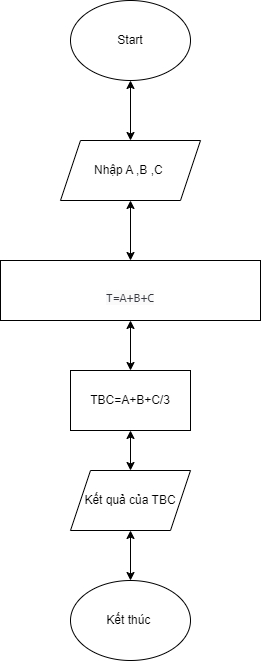 Start
Nhập A ,B ,C
T=A+B+C
TBC=A+B+C/3
Kết quả của TBC
Kết thúc